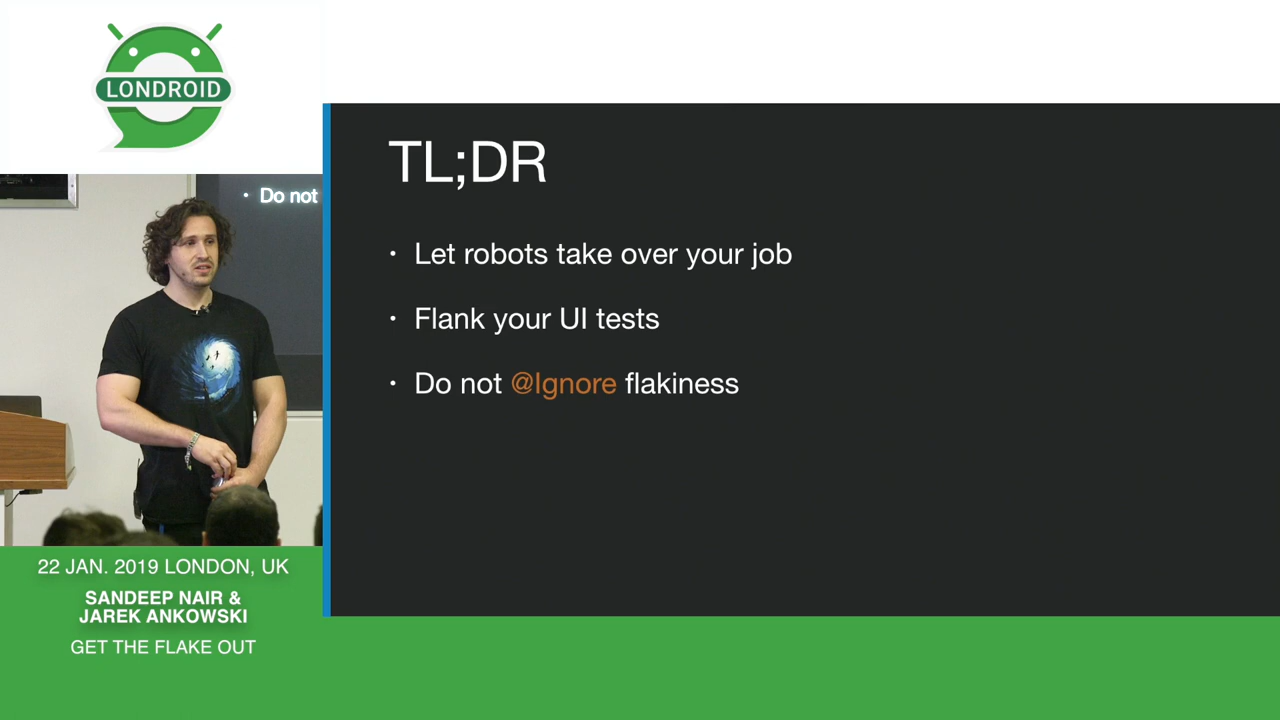 LONDROID
• Do not
22 JAN. 2019 LONDON, UK
SANDEEP NAIR &
JAREK ANKOWSKI
GET THE FLAKE OUT
TL;DR
• Let robots take over your job
• Flank your UI tests
• Do not @Ignore flakiness